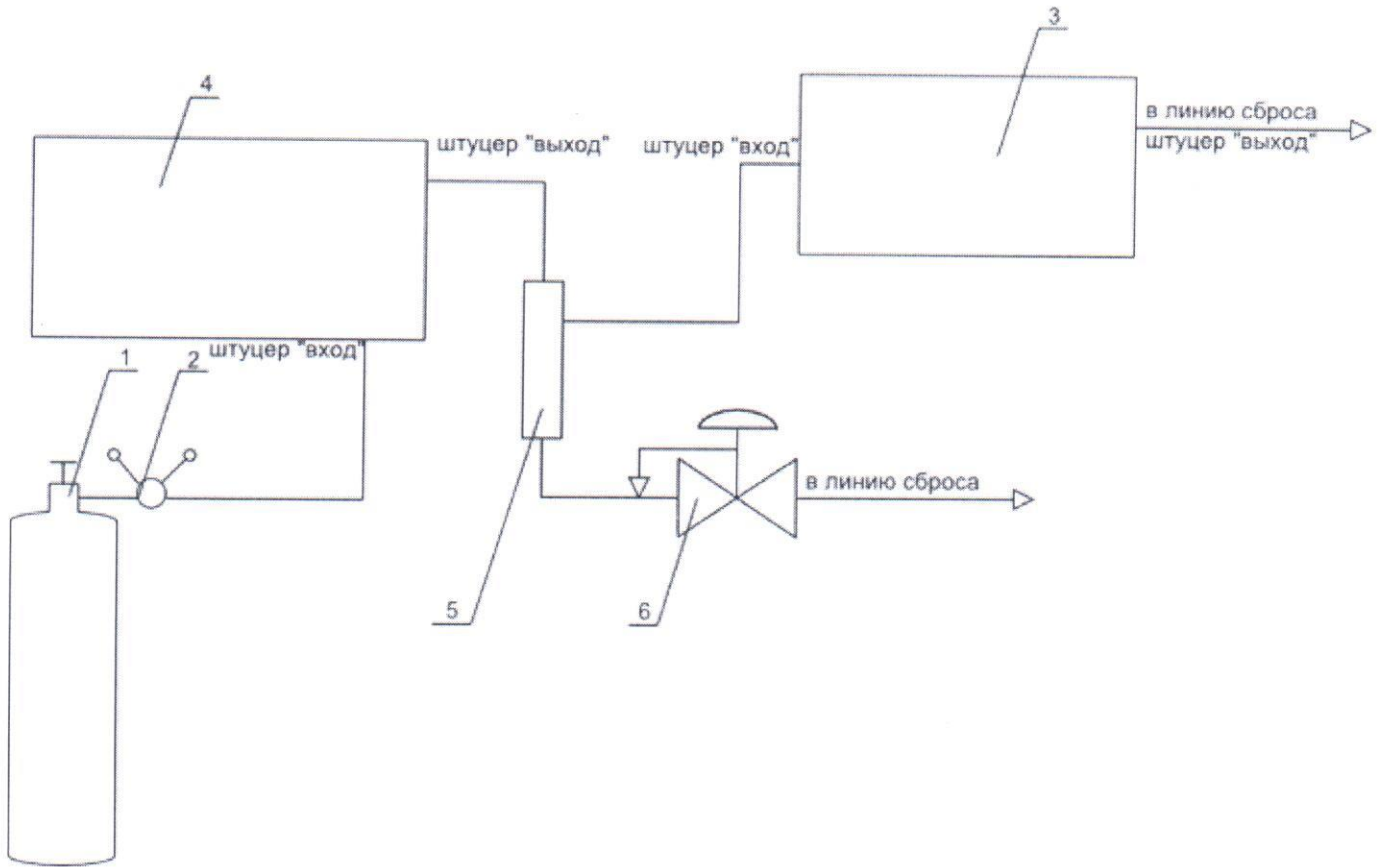 3
4
в линию сброса
штуцер "выход"
штуцер "вход"
штуцер "выход"
штуцер "вход"
1
2
в линию сброса
5
6